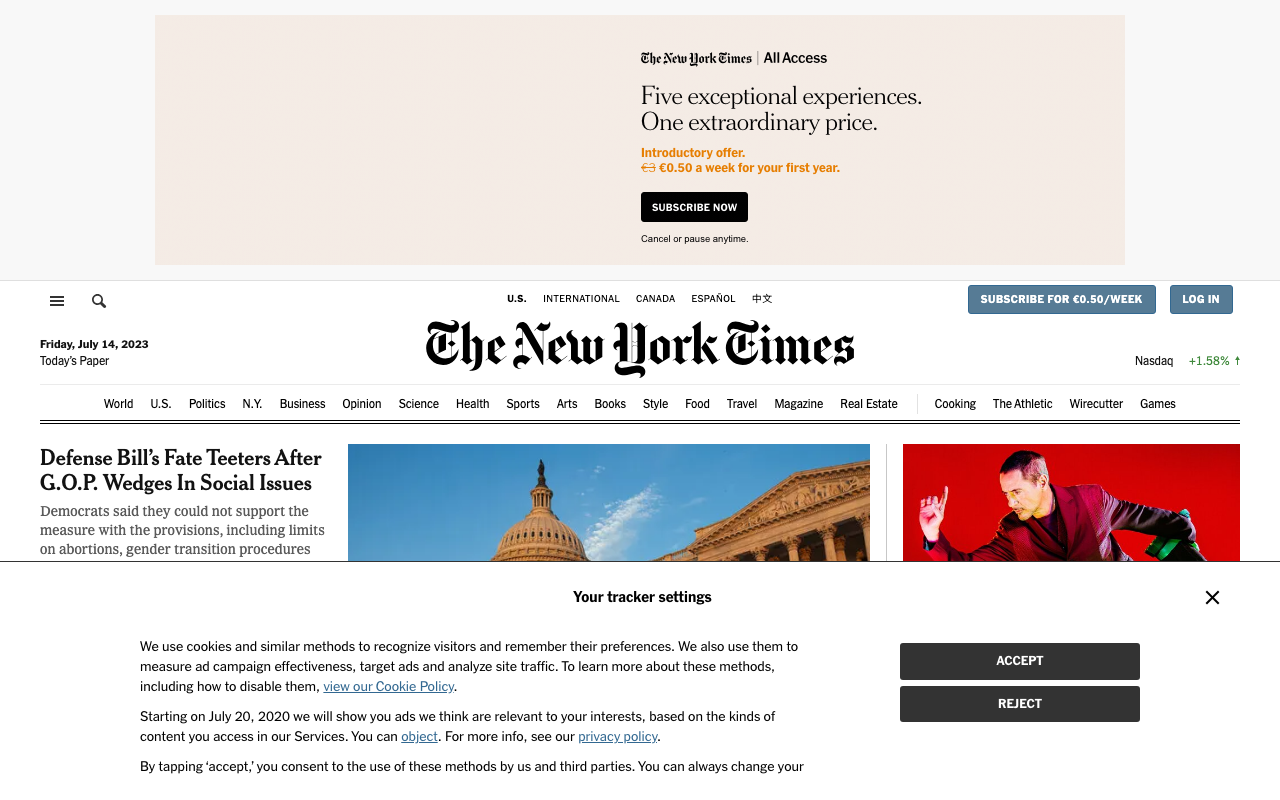 The New York Times | All Access
Five exceptional experiences.
One extraordinary price.
Introductory offer.
€3 €0.50 a week for your first year.
SUBSCRIBE NOW
Cancel or pause anytime.
U.S. INTERNATIONAL CANADA ESPAÑOL 中文
SUBSCRIBE FOR €0.50/WEEK LOG IN
The New York Times
Friday, July 14, 2023
Today's Paper
Nasdaq +1.58% ↑
World U.S. Politics N.Y. Business Opinion Science Health Sports Arts Books Style Food Travel Magazine Real Estate Cooking The Athletic Wirecutter Games
Defense Bill’s Fate Teeters After
G.O.P. Wedges In Social Issues
Democrats said they could not support the
measure with the provisions, including limits
on abortions, gender transition procedures
Your tracker settings
We use cookies and similar methods to recognize visitors and remember their preferences. We also use them to
measure ad campaign effectiveness, target ads and analyze site traffic. To learn more about these methods,
including how to disable them, view our Cookie Policy.
Starting on July 20, 2020 we will show you ads we think are relevant to your interests, based on the kinds of
content you access in our Services. You can object. For more info, see our privacy policy.
By tapping ‘accept,’ you consent to the use of these methods by us and third parties. You can always change your
ACCEPT
REJECT